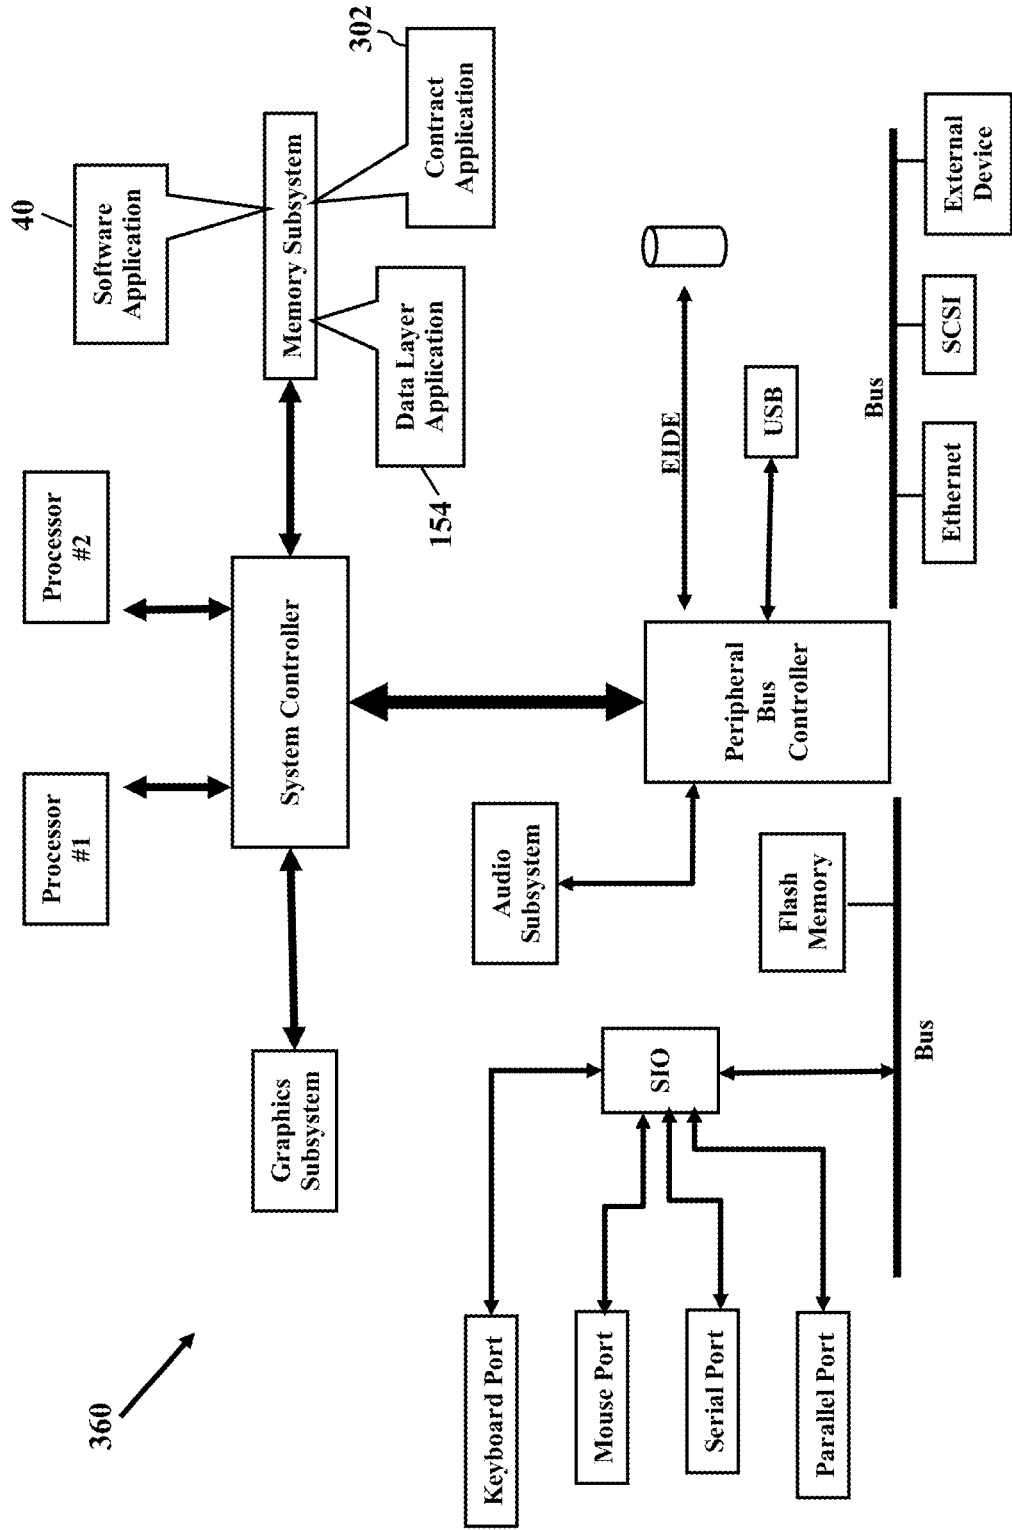 360
Processor
#1
Processor
#2
40
Software
Application
Graphics
Subsystem
System Controller
Memory Subsystem
302
Contract
Application
Data Layer
Application
154
Keyboard Port
Mouse Port
Serial Port
Parallel Port
SIO
Audio
Subsystem
Flash
Memory
Peripheral
Bus
Controller
EIDE
USB
Bus
Bus
Ethernet
SCSI
External
Device